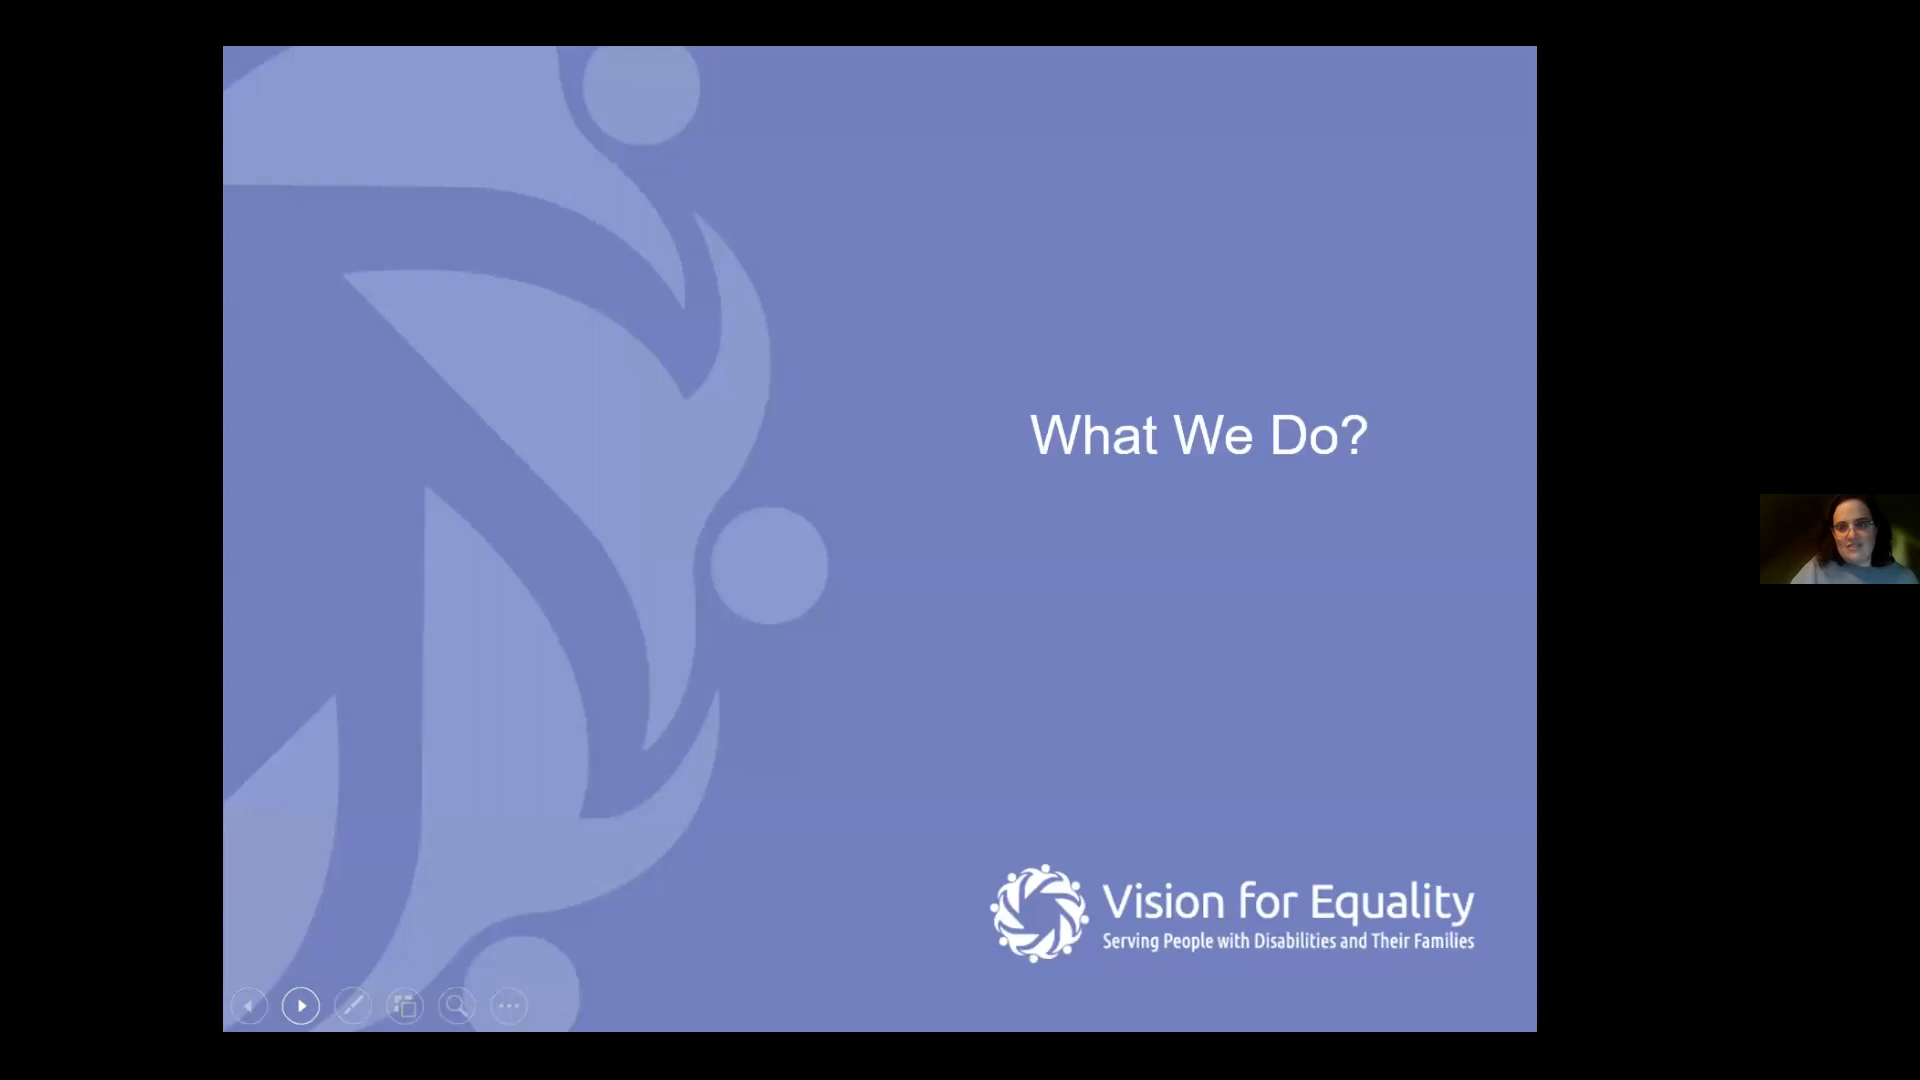 What We Do?
Vision for Equality
Serving People with Disabilities and Their Families